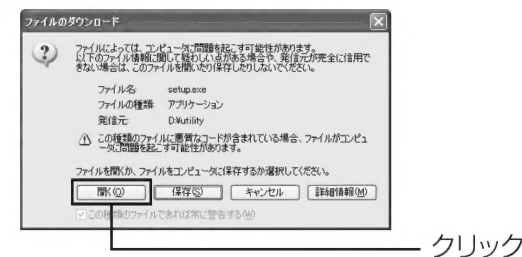 ファイルのダウンロード
ファイルによっては、コンピュータに問題を起こす可能性があります。
以下のファイル情報に関して疑わしい点がある場合や、発信元が完全に信用で
きない場合は、このファイルを開いたり保存したりしないでください。
ファイル名: setup.exe
ファイルの種類: アプリケーション
発信元: D:¥utility
この種類のファイルに悪質なコードが含まれている場合、ファイルがコンピュ
ータに問題を起こす可能性があります。
ファイルを開くか、ファイルをコンピュータに保存するか選択してください。
開く(O) 保存(S) キャンセル 詳細情報(M)
この種類のファイルであれば常に警告する(W)
クリック